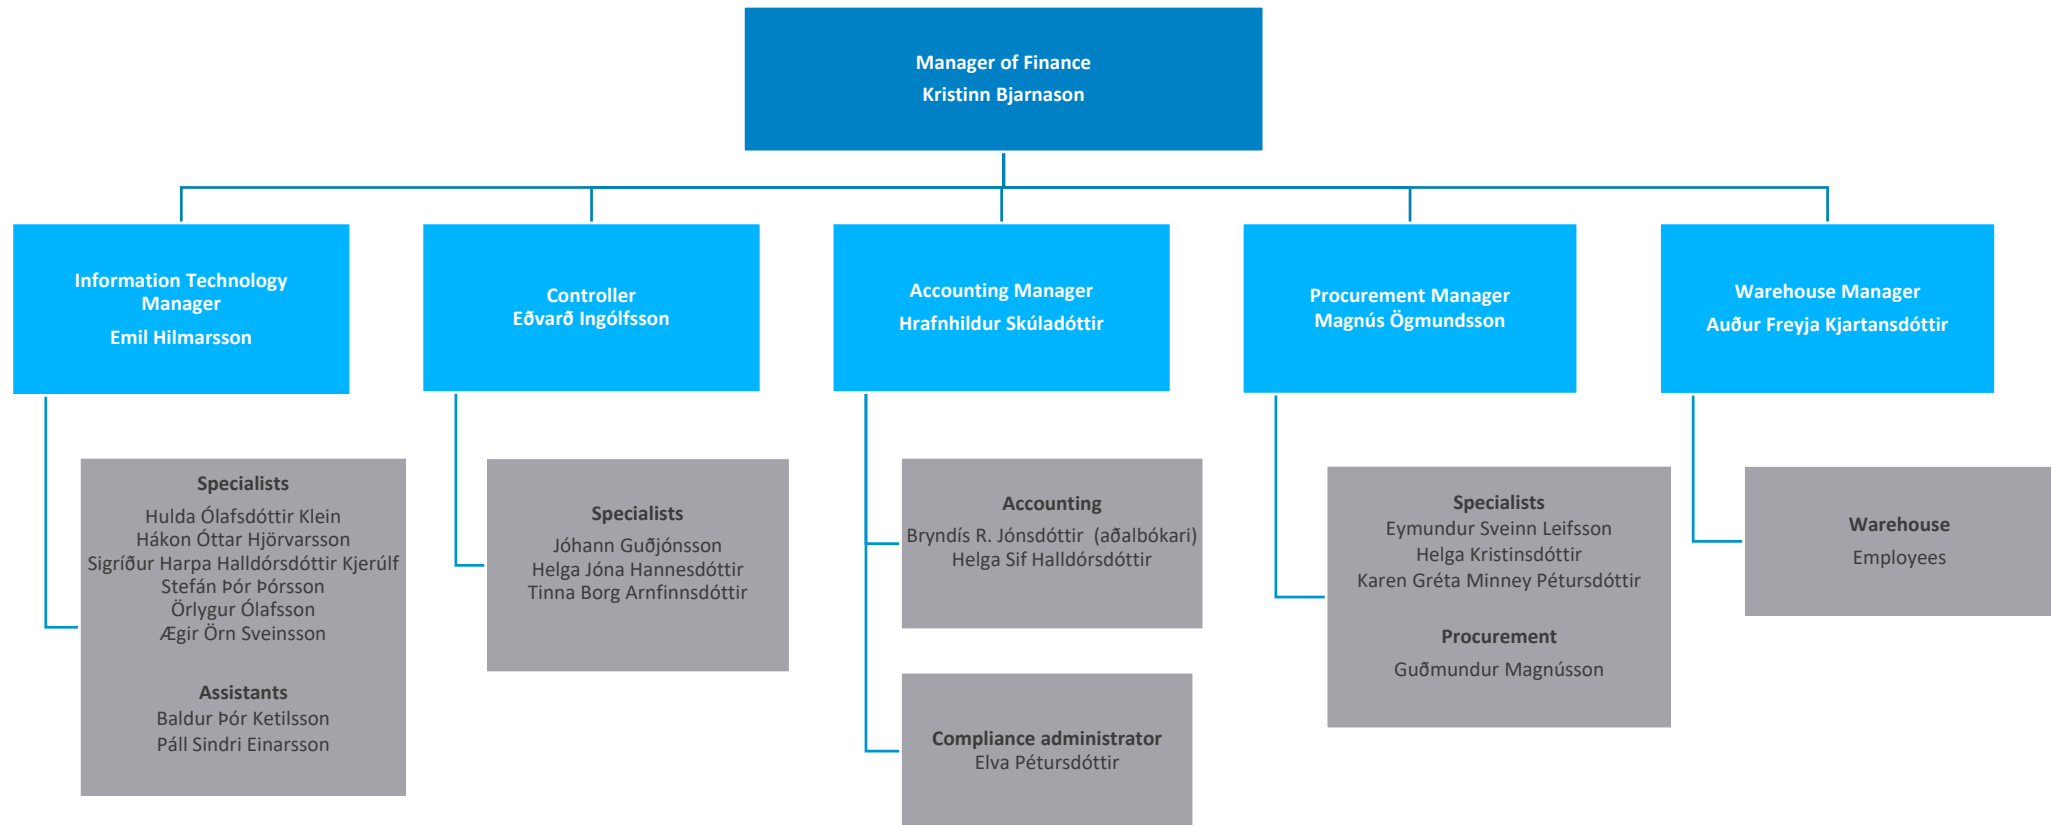 Manager of Finance
Kristinn Bjarnason
Information Technology
Manager
Emil Hilmarsson
Controller
Eðvarð Ingólfsson
Accounting Manager
Hrafnhildur Skúladóttir
Procurement Manager
Magnús Ögmundsson
Warehouse Manager
Auður Freyja Kjartansdóttir
Specialists
Hulda Ólafsdóttir Klein
Hákon Óttar Hjörvarsson
Sigríður Harpa Halldórsdóttir Kjerúlf
Stefán Þór Þórsson
Örlygur Ólafsson
Ægir Örn Sveinsson
Assistants
Baldur Þór Ketilsson
Páll Sindri Einarsson
Specialists
Jóhann Guðjónsson
Helga Jóna Hannesdóttir
Tinna Borg Arnfinnsdóttir
Accounting
Bryndís R. Jónsdóttir (aðalbókari)
Helga Sif Halldórsdóttir
Compliance administrator
Elva Pétursdóttir
Specialists
Eymundur Sveinn Leifsson
Helga Kristinsdóttir
Karen Gréta Minney Pétursdóttir
Procurement
Guðmundur Magnússon
Warehouse
Employees